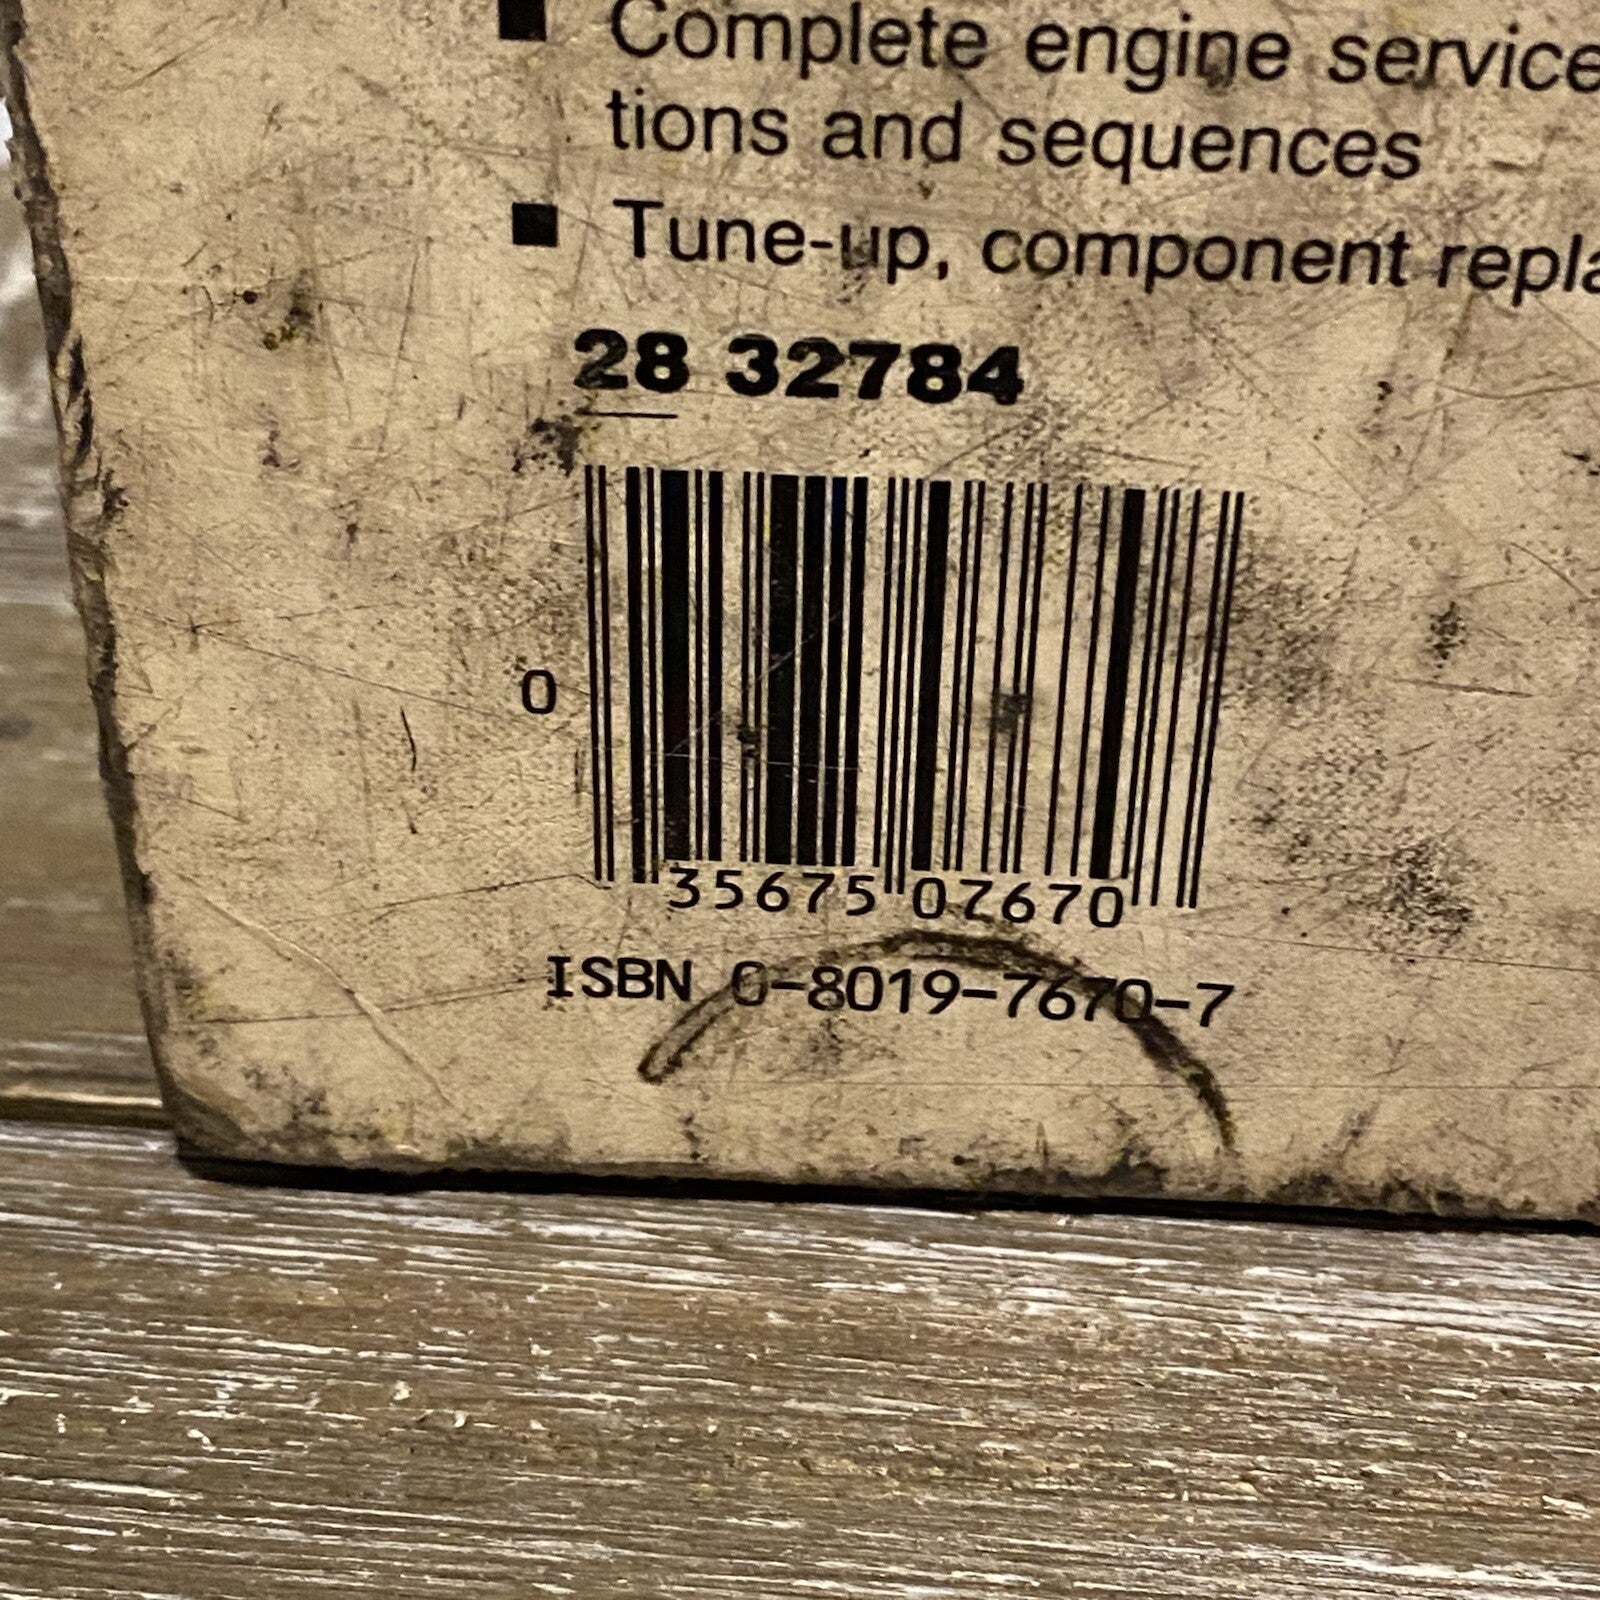 ■ Complete engine service
tions and sequences
■ Tune-up, component repla
28 32784
0
35675 07670
ISBN 0-8019-7670-7